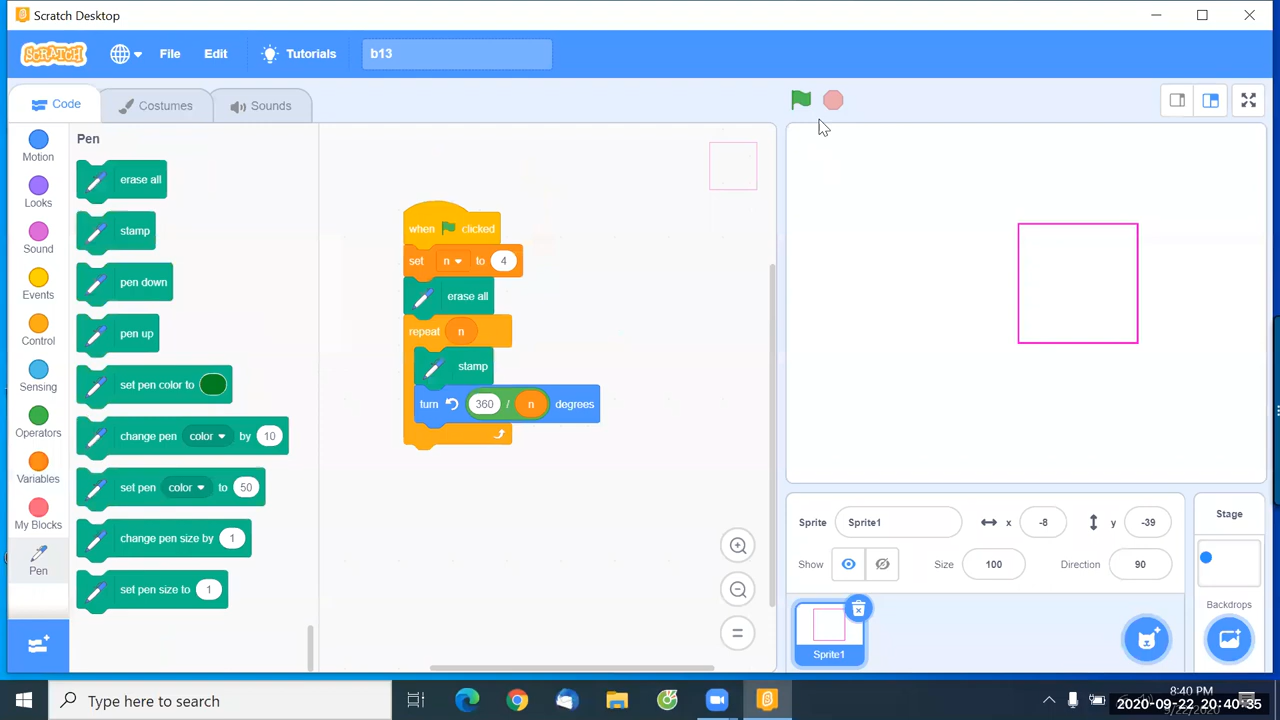 Scratch Desktop
SCRATCH
File
Edit
Tutorials
b13
Code
Costumes
Sounds
Motion
Looks
Sound
Events
Control
Sensing
Operators
Variables
My Blocks
Pen
Pen
erase all
stamp
pen down
pen up
set pen color to
change pen color by 10
set pen color to 50
change pen size by 1
set pen size to 1
when clicked
set n to 4
erase all
repeat n
stamp
turn 360 / n degrees
Sprite Sprite1 x -8 y -39
Show Size 100 Direction 90
Sprite1
Stage
Backdrops
Type here to search
8:40 PM
9/22/2020
2020-09-22 20:40:35